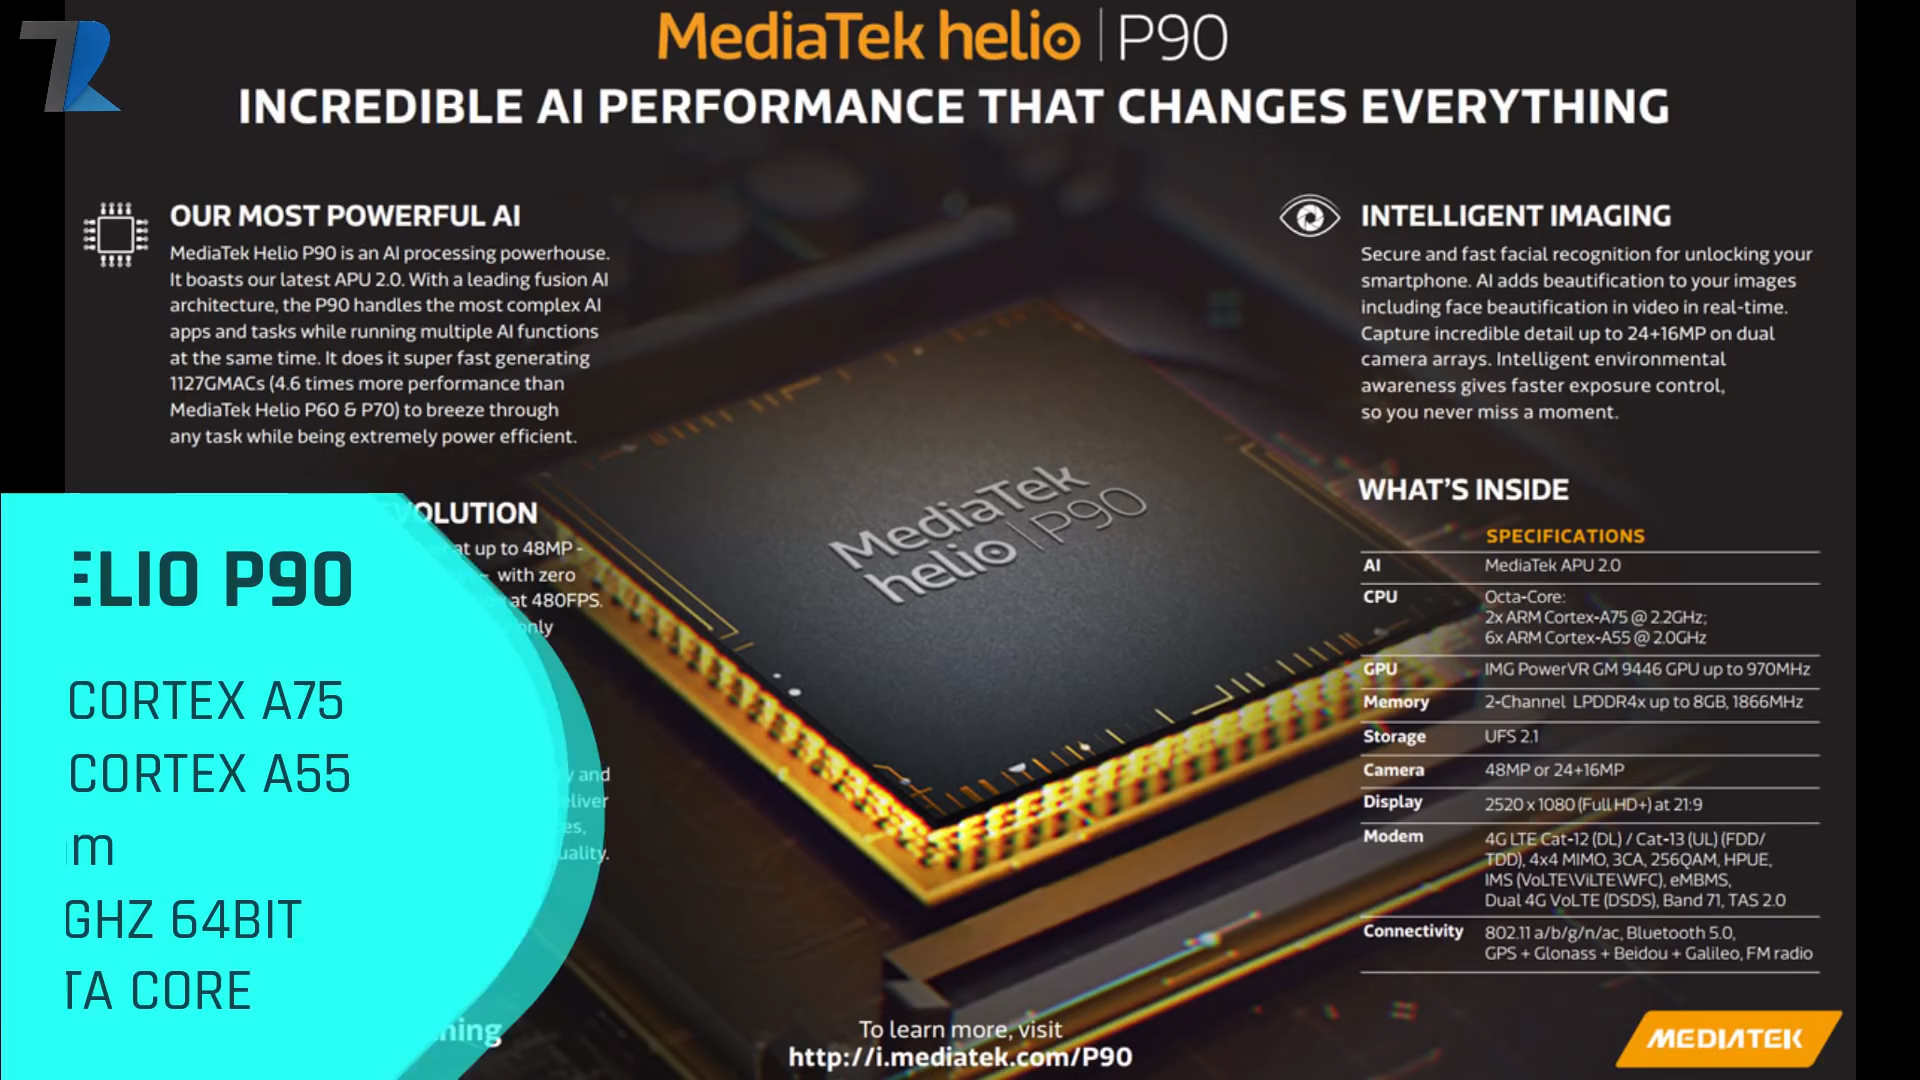 MediaTek helio | P90
INCREDIBLE AI PERFORMANCE THAT CHANGES EVERYTHING
OUR MOST POWERFUL AI
MediaTek Helio P90 is an AI processing powerhouse.
It boasts our latest APU 2.0. With a leading fusion AI
architecture, the P90 handles the most complex AI
apps and tasks while running multiple AI functions
at the same time. It does it super fast generating
1127GMACs (4.6 times more performance than
MediaTek Helio P60 & P70) to breeze through
any task while being extremely power efficient.
at up to 48MP -
with zero
at 480FPS.
only
and
P90
CORTEX A75
CORTEX A55
GHZ 64BIT
CORE
MediaTek
helio | P90
INTELLIGENT IMAGING
Secure and fast facial recognition for unlocking your
smartphone. AI adds beautification to your images
including face beautification in video in real-time.
Capture incredible detail up to 24+16MP on dual
camera arrays. Intelligent environmental
awareness gives faster exposure control,
so you never miss a moment.
WHAT'S INSIDE
SPECIFICATIONS
AI MediaTek APU 2.0
CPU Octa-Core:
2x ARM Cortex-A75 @ 2.2GHz;
6x ARM Cortex-A55 @ 2.0GHz
GPU IMG PowerVR GM 9446 GPU up to 970MHz
Memory 2-Channel LPDDR4x up to 8GB, 1866MHz
Storage UFS 2.1
Camera 48MP or 24+16MP
Display 2520 x 1080 (Full HD+) at 21:9
Modem 4G LTE Cat-12 (DL) / Cat-13 (UL) (FDD/
TDD), 4x4 MIMO, 3CA, 256QAM, HPUE,
IMS (VoLTE\ViLTE\WFC), eMBMS,
Dual 4G VoLTE (DSDS), Band 71, TAS 2.0
Connectivity 802.11 a/b/g/n/ac, Bluetooth 5.0,
GPS + Glonass + Beidou + Galileo, FM radio
To learn more, visit
http://i.mediatek.com/P90
MEDIATEK